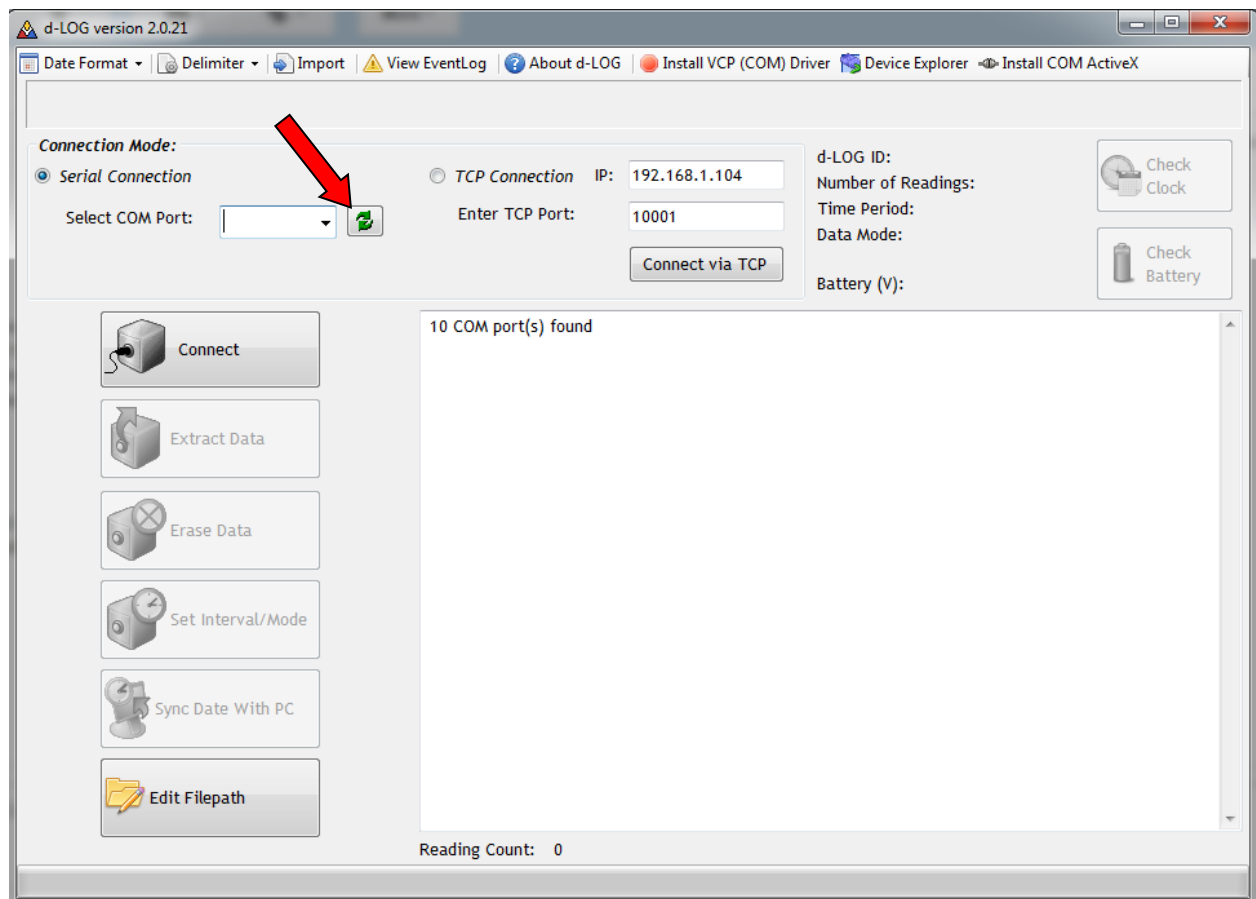 d-LOG version 2.0.21
Date Format Delimiter Import View EventLog About d-LOG Install VCP (COM) Driver Device Explorer Install COM ActiveX
Connection Mode:
Serial Connection
Select COM Port:
TCP Connection IP: 192.168.1.104
Enter TCP Port: 10001
Connect via TCP
d-LOG ID:
Number of Readings:
Time Period:
Data Mode:
Battery (V):
Check
Clock
Check
Battery
Connect
Extract Data
Erase Data
Set Interval/Mode
Sync Date With PC
Edit Filepath
10 COM port(s) found
Reading Count: 0